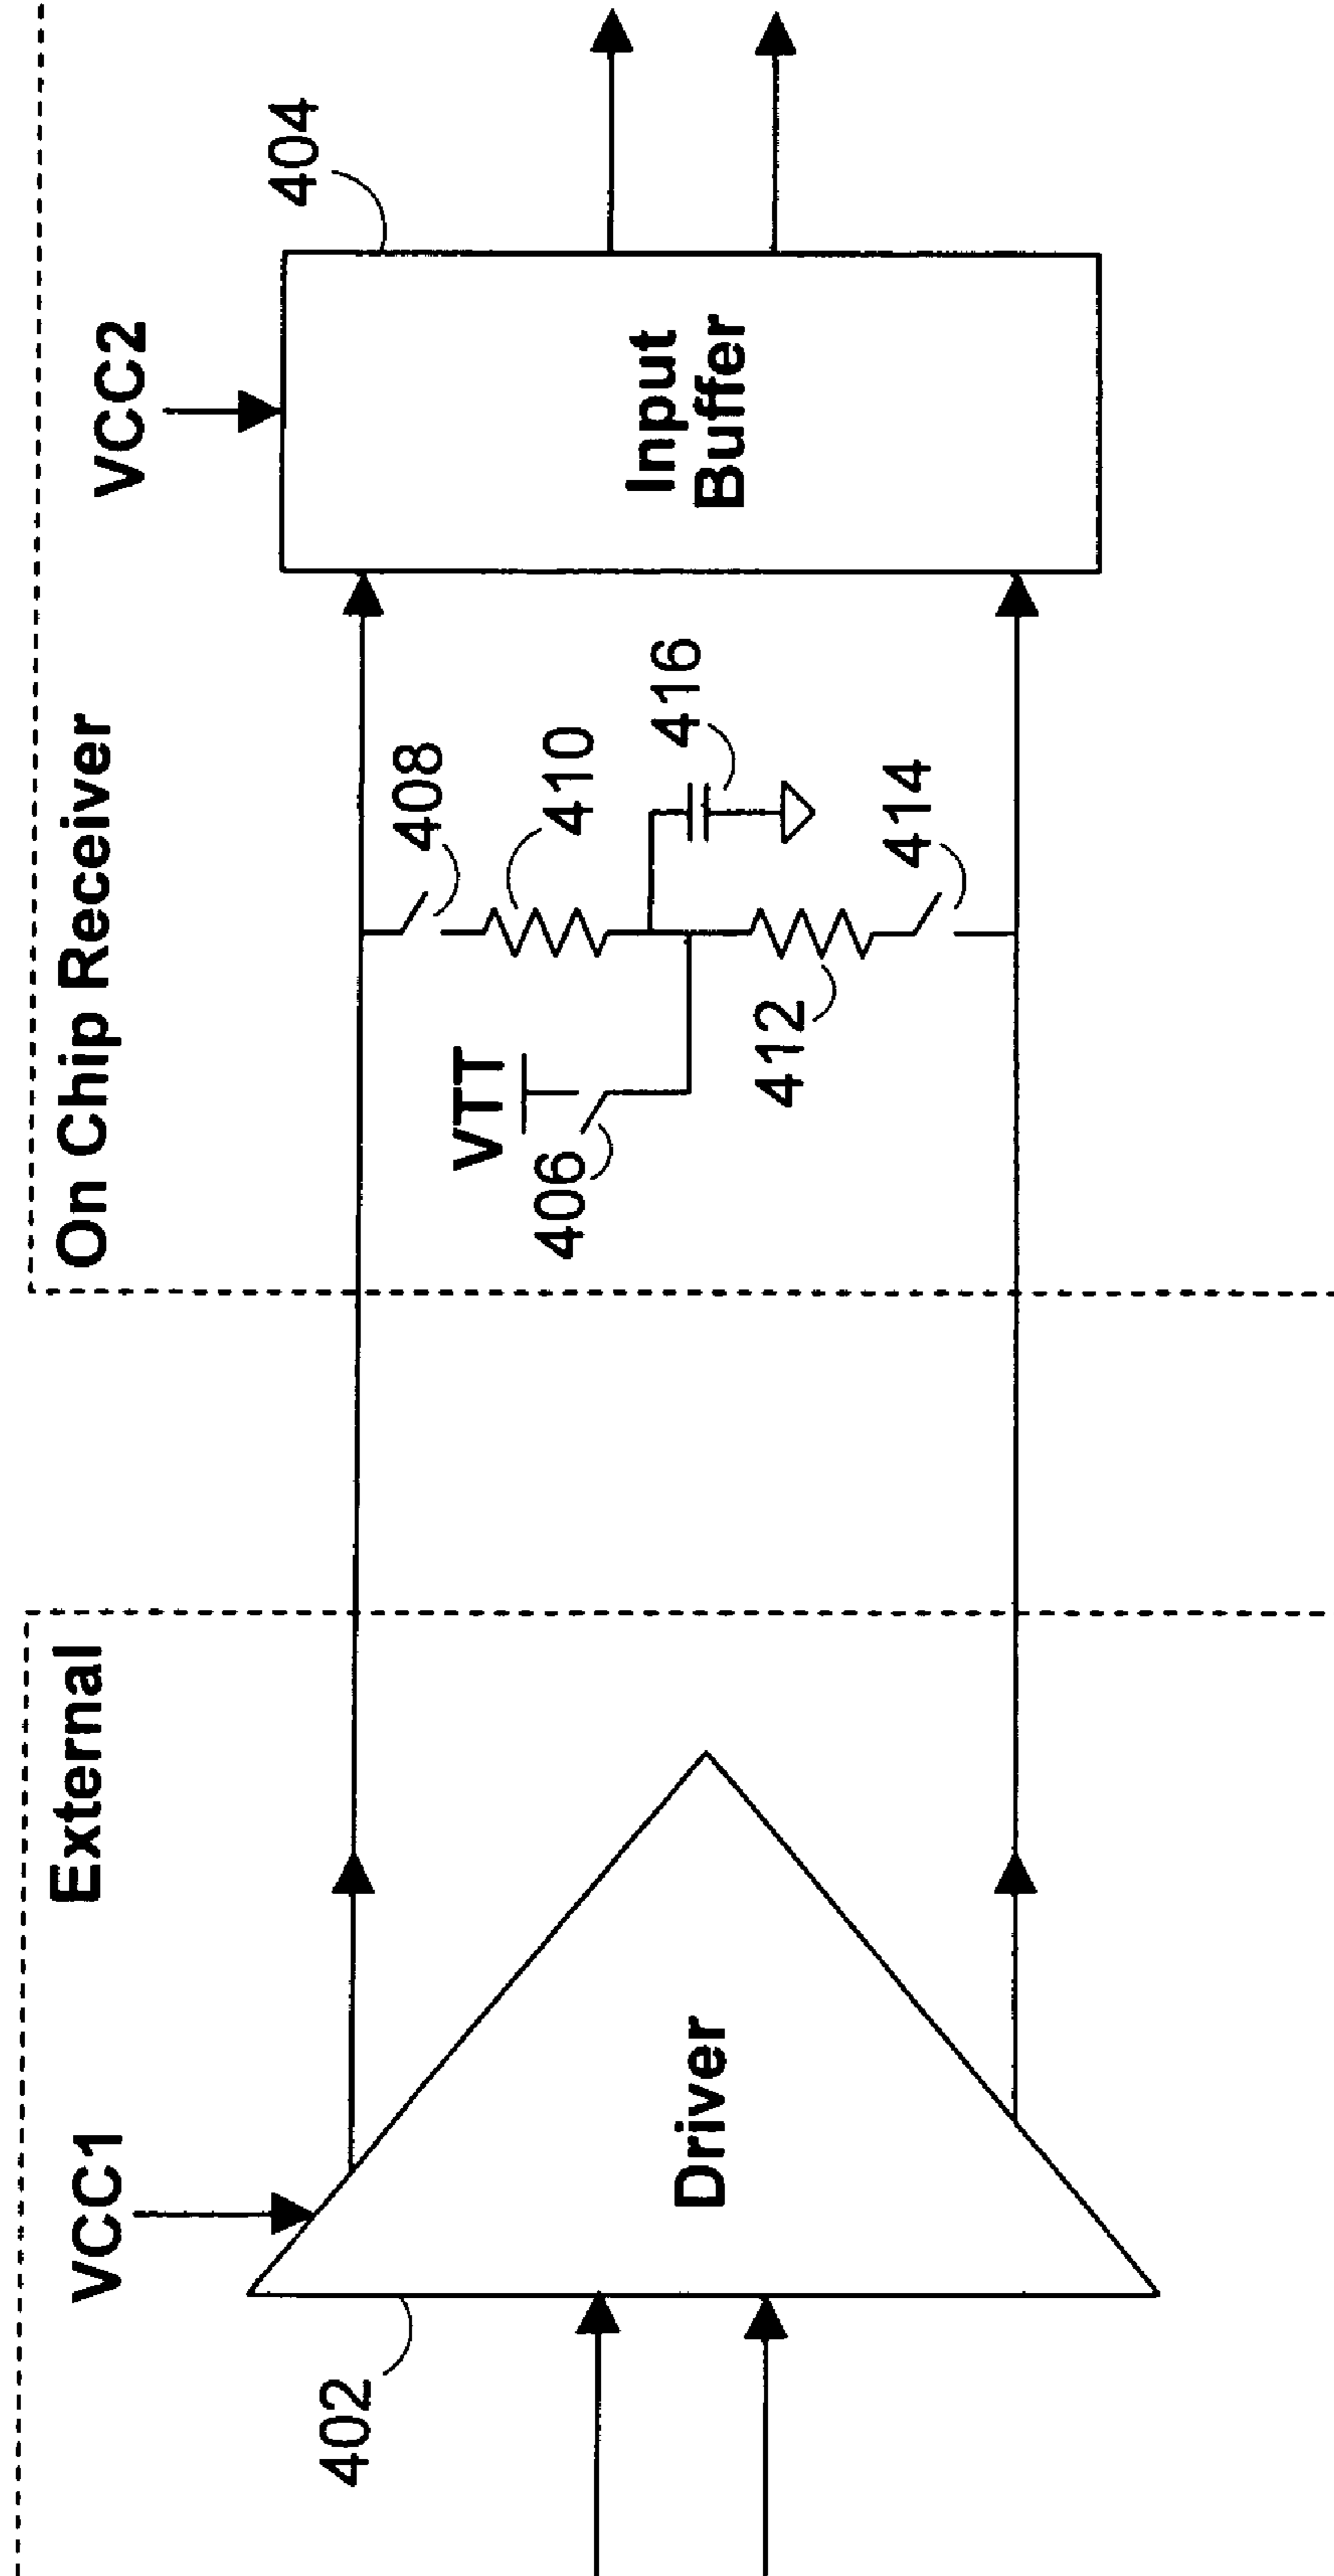 External
On Chip Receiver
VCC1
VCC2
402
404
Driver
Input
Buffer
VTT
406
408
410
412
414
416